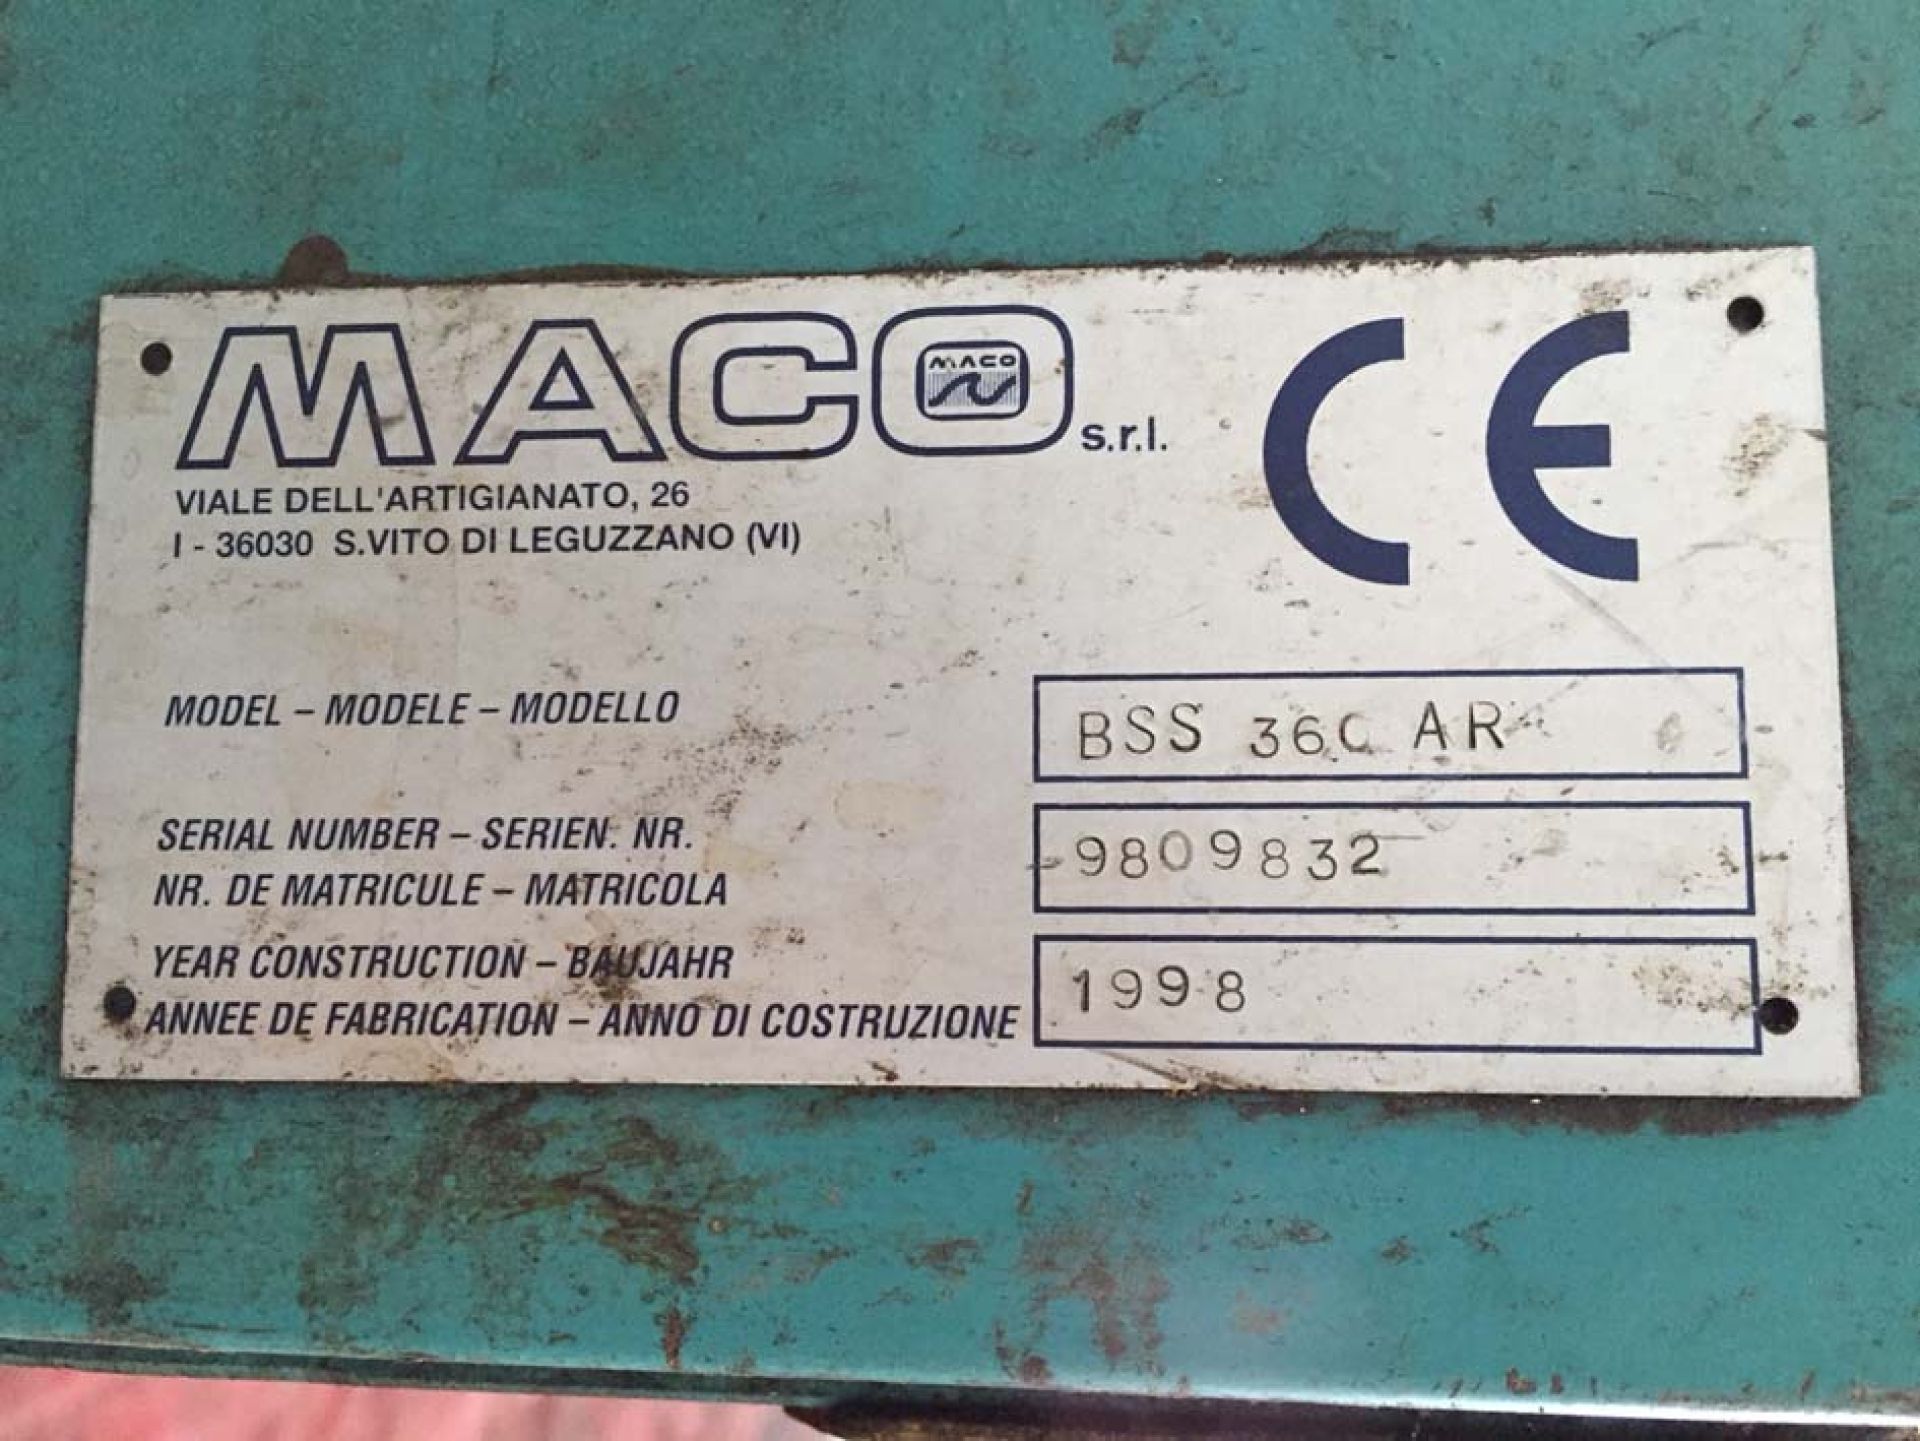 MACO s.r.l.
MACO
VIALE DELL'ARTIGIANATO, 26
I - 36030 S.VITO DI LEGUZZANO (VI)
CE
MODEL – MODELE – MODELLO
BSS 360 AR
SERIAL NUMBER – SERIEN. NR.
NR. DE MATRICULE – MATRICOLA
9809832
YEAR CONSTRUCTION – BAUJAHR
ANNEE DE FABRICATION – ANNO DI COSTRUZIONE
1998